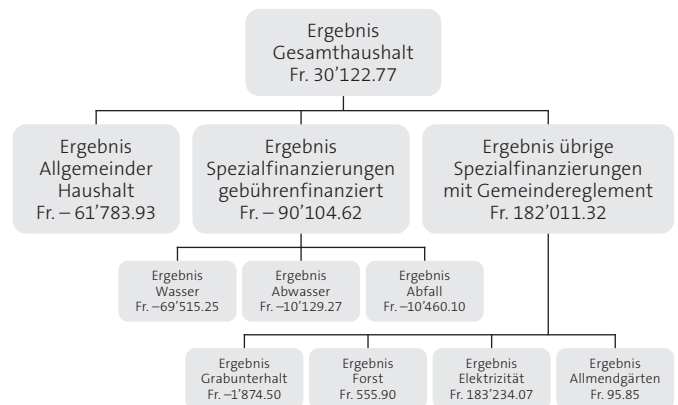 Ergebnis
Gesamthaushalt
Fr. 30’122.77
Ergebnis
Allgemeinder
Haushalt
Fr. – 61’783.93
Ergebnis
Spezialfinanzierungen
gebührenfinanziert
Fr. – 90’104.62
Ergebnis übrige
Spezialfinanzierungen
mit Gemeindereglement
Fr. 182’011.32
Ergebnis
Wasser
Fr. –69’515.25
Ergebnis
Abwasser
Fr. –10’129.27
Ergebnis
Abfall
Fr. –10’460.10
Ergebnis
Grabunterhalt
Fr. –1’874.50
Ergebnis
Forst
Fr. 555.90
Ergebnis
Elektrizität
Fr. 183’234.07
Ergebnis
Allmendgärten
Fr. 95.85